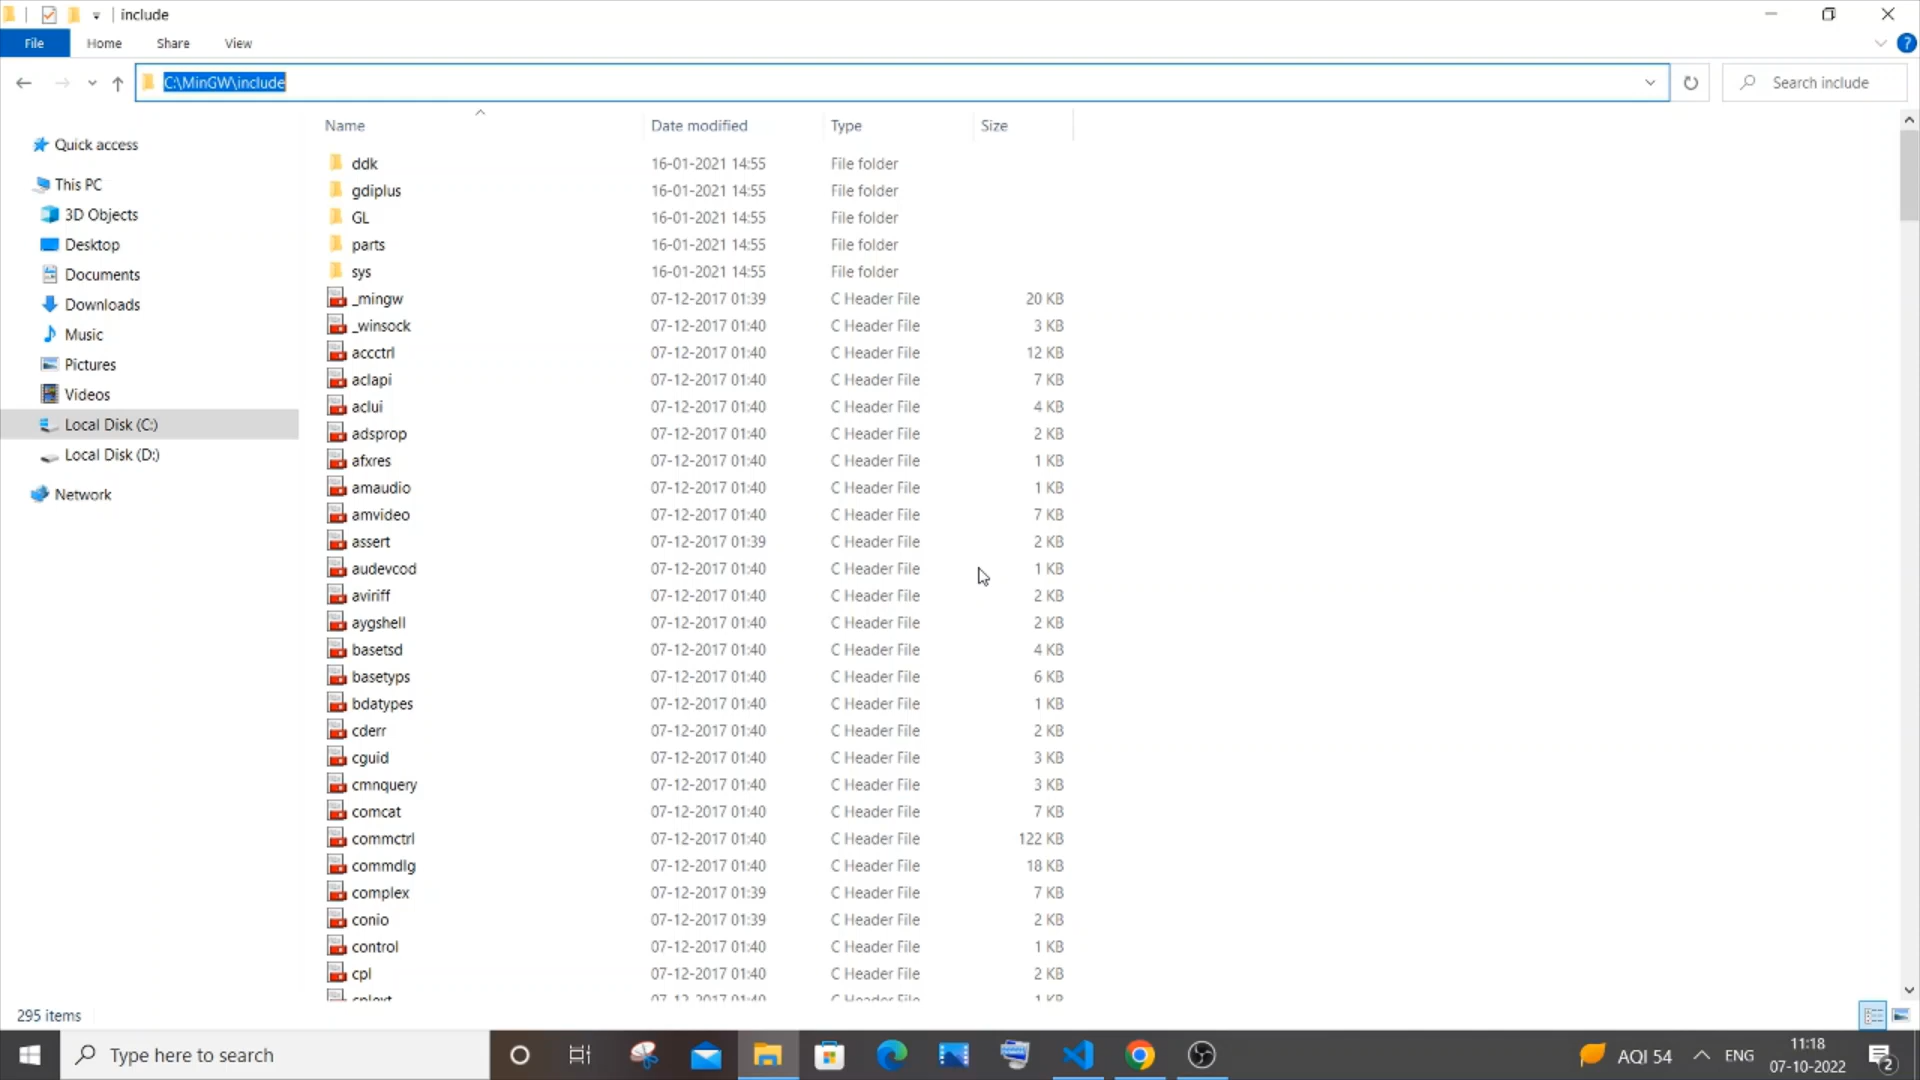 include
File Home Share View
C:\MinGW\include
Search include
Name Date modified Type Size
Quick access
This PC
3D Objects
Desktop
Documents
Downloads
Music
Pictures
Videos
Local Disk (C:)
Local Disk (D:)
Network
ddk 16-01-2021 14:55 File folder
gdiplus 16-01-2021 14:55 File folder
GL 16-01-2021 14:55 File folder
parts 16-01-2021 14:55 File folder
sys 16-01-2021 14:55 File folder
_mingw 07-12-2017 01:39 C Header File 20 KB
_winsock 07-12-2017 01:40 C Header File 3 KB
accctrl 07-12-2017 01:40 C Header File 12 KB
aclapi 07-12-2017 01:40 C Header File 7 KB
aclui 07-12-2017 01:40 C Header File 4 KB
adsprop 07-12-2017 01:40 C Header File 2 KB
afxres 07-12-2017 01:40 C Header File 1 KB
amaudio 07-12-2017 01:40 C Header File 1 KB
amvideo 07-12-2017 01:40 C Header File 7 KB
assert 07-12-2017 01:39 C Header File 2 KB
audevcod 07-12-2017 01:40 C Header File 1 KB
aviriff 07-12-2017 01:40 C Header File 2 KB
aygshell 07-12-2017 01:40 C Header File 2 KB
basetsd 07-12-2017 01:40 C Header File 4 KB
basetyps 07-12-2017 01:40 C Header File 6 KB
bdatypes 07-12-2017 01:40 C Header File 1 KB
cderr 07-12-2017 01:40 C Header File 2 KB
cguid 07-12-2017 01:40 C Header File 3 KB
cmnquery 07-12-2017 01:40 C Header File 3 KB
comcat 07-12-2017 01:40 C Header File 7 KB
commctrl 07-12-2017 01:40 C Header File 122 KB
commdlg 07-12-2017 01:40 C Header File 18 KB
complex 07-12-2017 01:39 C Header File 7 KB
conio 07-12-2017 01:39 C Header File 2 KB
control 07-12-2017 01:40 C Header File 1 KB
cpl 07-12-2017 01:40 C Header File 2 KB
cplext 07-12-2017 01:40 C Header File 1 KB
295 items
Type here to search
AQI 54
ENG
11:18
07-10-2022
2